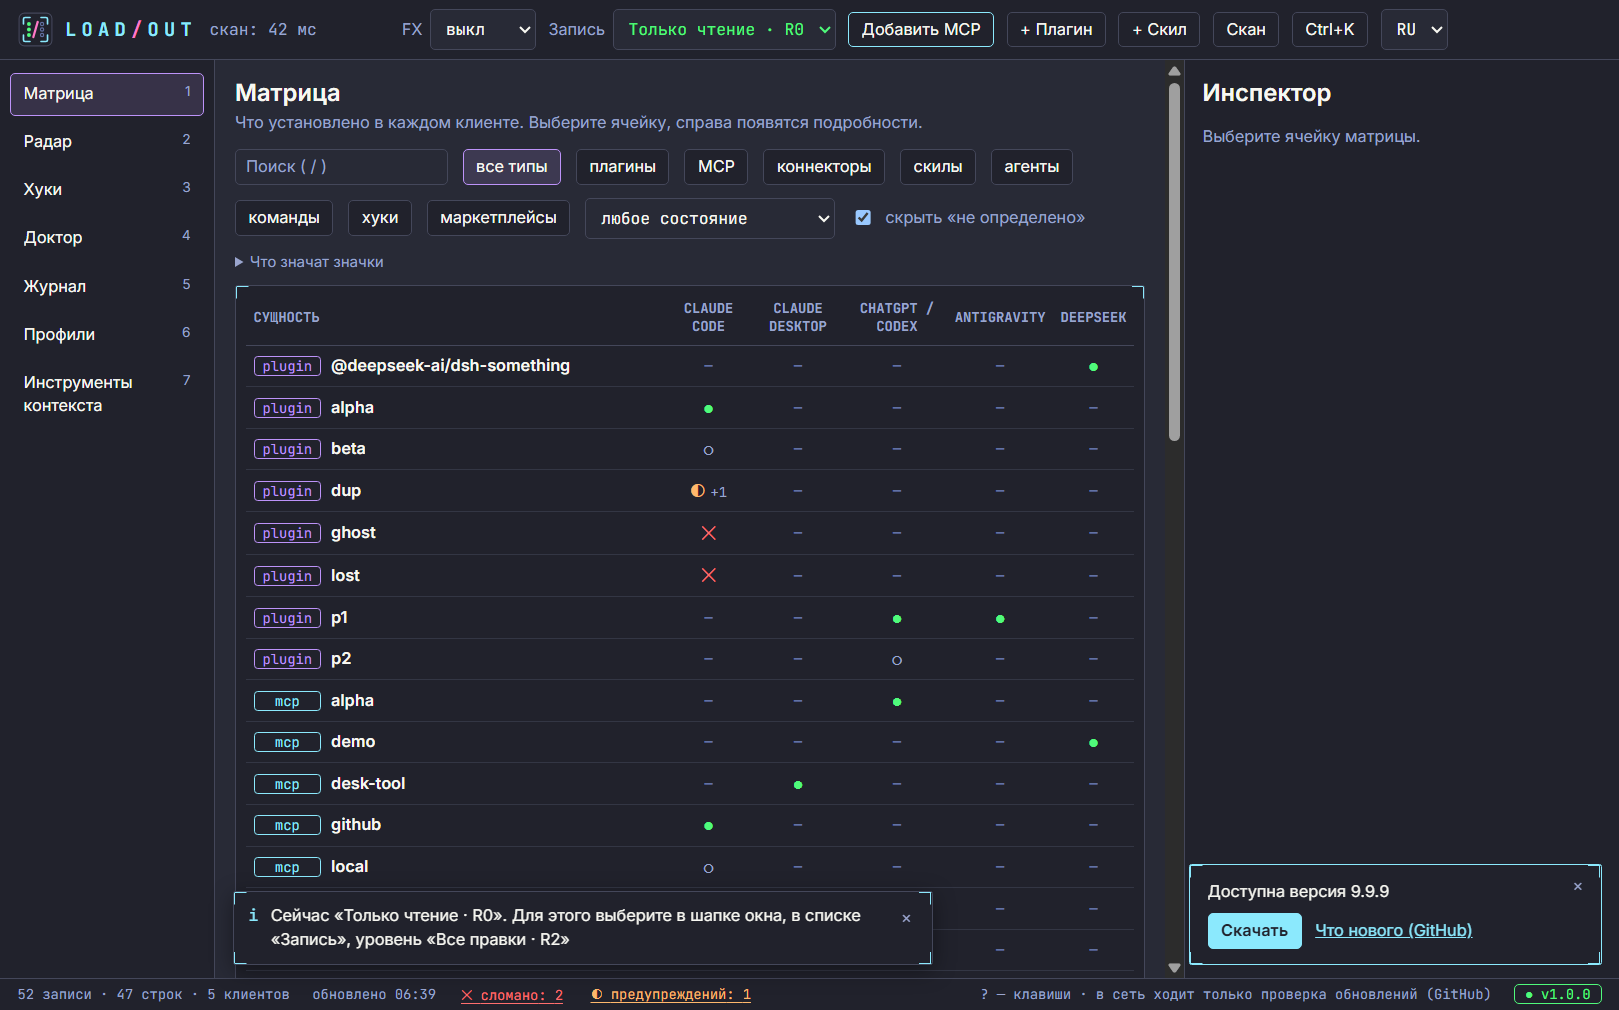 LOAD/OUT скан: 42 мс FX выкл Запись Только чтение · R0 Добавить MCP + Плагин + Скил Скан Ctrl+K RU
Матрица 1
Радар 2
Хуки 3
Доктор 4
Журнал 5
Профили 6
Инструменты контекста 7
Матрица
Что установлено в каждом клиенте. Выберите ячейку, справа появятся подробности.
Поиск ( / ) все типы плагины MCP коннекторы скилы агенты
команды хуки маркетплейсы любое состояние скрыть «не определено»
Что значат значки
СУЩНОСТЬ CLAUDE CODE CLAUDE DESKTOP CHATGPT / CODEX ANTIGRAVITY DEEPSEEK
plugin @deepseek-ai/dsh-something – – – –
plugin alpha – – – –
plugin beta – – – –
plugin dup +1 – – – –
plugin ghost – – – –
plugin lost – – – –
plugin p1 – – –
plugin p2 – – – –
mcp alpha – – – –
mcp demo – – – –
mcp desk-tool – – – –
mcp github – – – –
mcp local – – – –
– –
– –
i Сейчас «Только чтение · R0». Для этого выберите в шапке окна, в списке
«Запись», уровень «Все правки · R2»
×
Инспектор
Выберите ячейку матрицы.
Доступна версия 9.9.9 ×
Скачать Что нового (GitHub)
52 записи · 47 строк · 5 клиентов обновлено 06:39 сломано: 2 предупреждений: 1 ? — клавиши · в сеть ходит только проверка обновлений (GitHub) v1.0.0